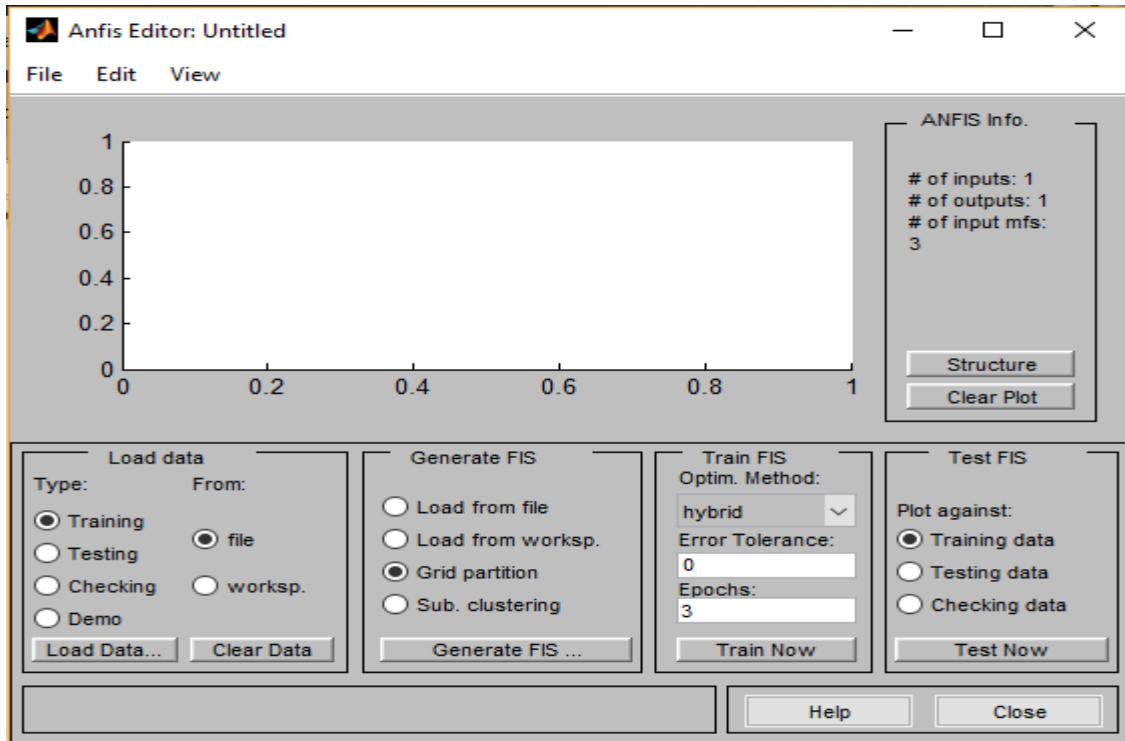 Anfis Editor: Untitled
File Edit View
1
0.8
0.6
0.4
0.2
0
0 0.2 0.4 0.6 0.8 1
ANFIS Info.
# of inputs: 1
# of outputs: 1
# of input mfs:
3
Structure
Clear Plot
Load data
Type: From:
Training
file
Testing
Checking
worksp.
Demo
Load Data... Clear Data
Generate FIS
Load from file
Load from worksp.
Grid partition
Sub. clustering
Generate FIS ...
Train FIS
Optim. Method:
hybrid
Error Tolerance:
0
Epochs:
3
Train Now
Test FIS
Plot against:
Training data
Testing data
Checking data
Test Now
Help Close